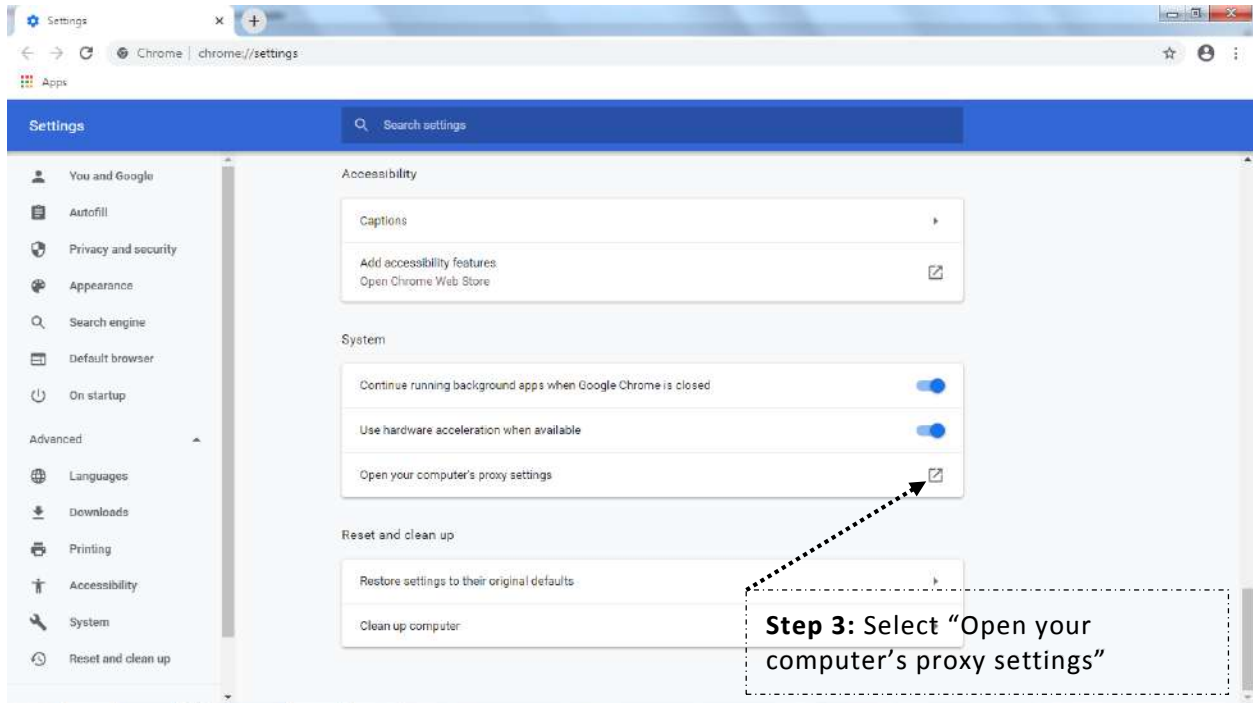 Settings
Chrome | chrome://settings
Apps
Settings
Search settings
You and Google
Autofill
Privacy and security
Appearance
Search engine
Default browser
On startup
Advanced
Languages
Downloads
Printing
Accessibility
System
Reset and clean up
Accessibility
Captions
Add accessibility features
Open Chrome Web Store
System
Continue running background apps when Google Chrome is closed
Use hardware acceleration when available
Open your computer's proxy settings
Reset and clean up
Restore settings to their original defaults
Clean up computer
Step 3: Select “Open your
computer’s proxy settings”